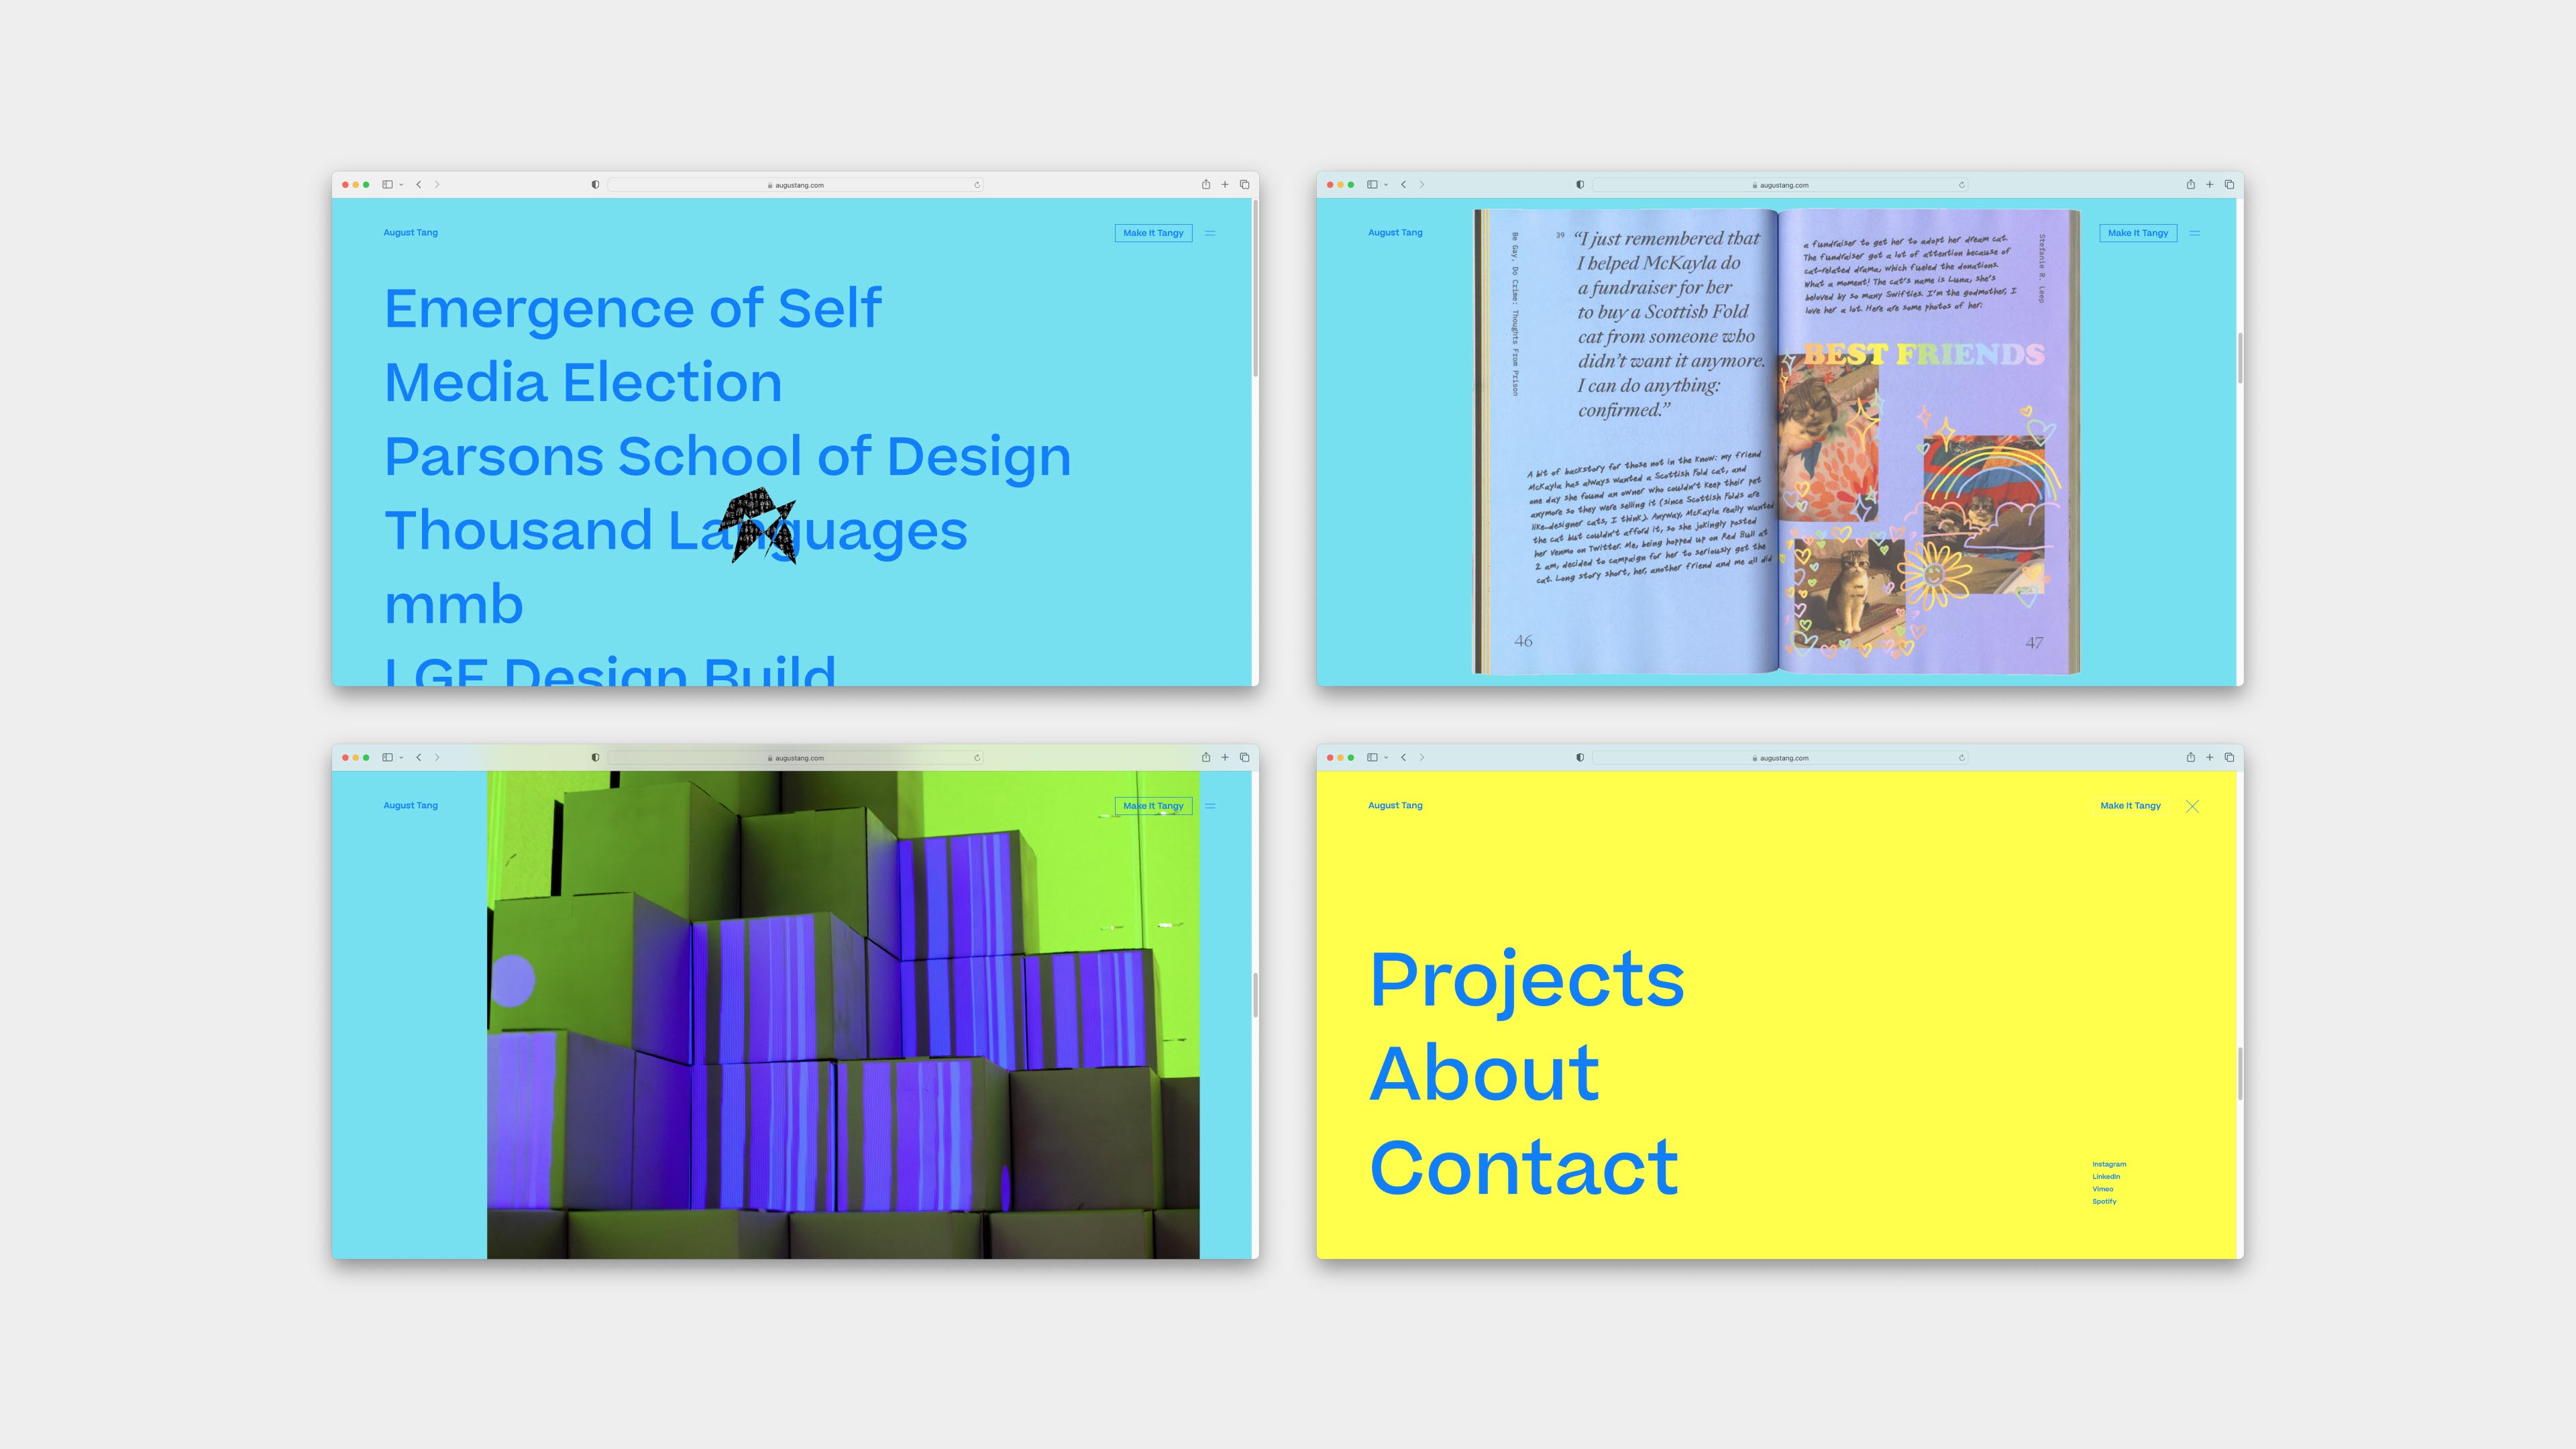 augustang.com
August Tang
Make It Tangy
Emergence of Self
Media Election
Parsons School of Design
Thousand Languages
mmb
LGE Design Build
augustang.com
August Tang
Make It Tangy
Be Gay, Do Crime: Thoughts From Prison
39
“I just remembered that
I helped McKayla do
a fundraiser for her
to buy a Scottish Fold
cat from someone who
didn’t want it anymore.
I can do anything:
confirmed.”
A bit of backstory for those not in the know: my friend
McKayla has always wanted a Scottish Fold cat, and
one day she found an owner who couldn't keep their pet
anymore so they were selling it (since Scottish Folds are
like—designer cats, I think). Anyway, McKayla really wanted
the cat but couldn't afford it, so she jokingly posted
her Venmo on Twitter. Me, being hopped up on Red Bull at
2 am, decided to campaign for her to seriously get the
cat. Long story short, her, another friend and me all did
46
a fundraiser to get her to adopt her dream cat.
The fundraiser got a lot of attention because of
cat-related drama, which fueled the donations.
What a moment! The cat's name is Luna, she's
beloved by so many Swifties. I'm the godmother, I
love her a lot. Here are some photos of her:
Stefanie R. Leep
BEST FRIENDS
47
augustang.com
August Tang
Make It Tangy
augustang.com
August Tang
Make It Tangy
Projects
About
Contact
Instagram
LinkedIn
Vimeo
Spotify